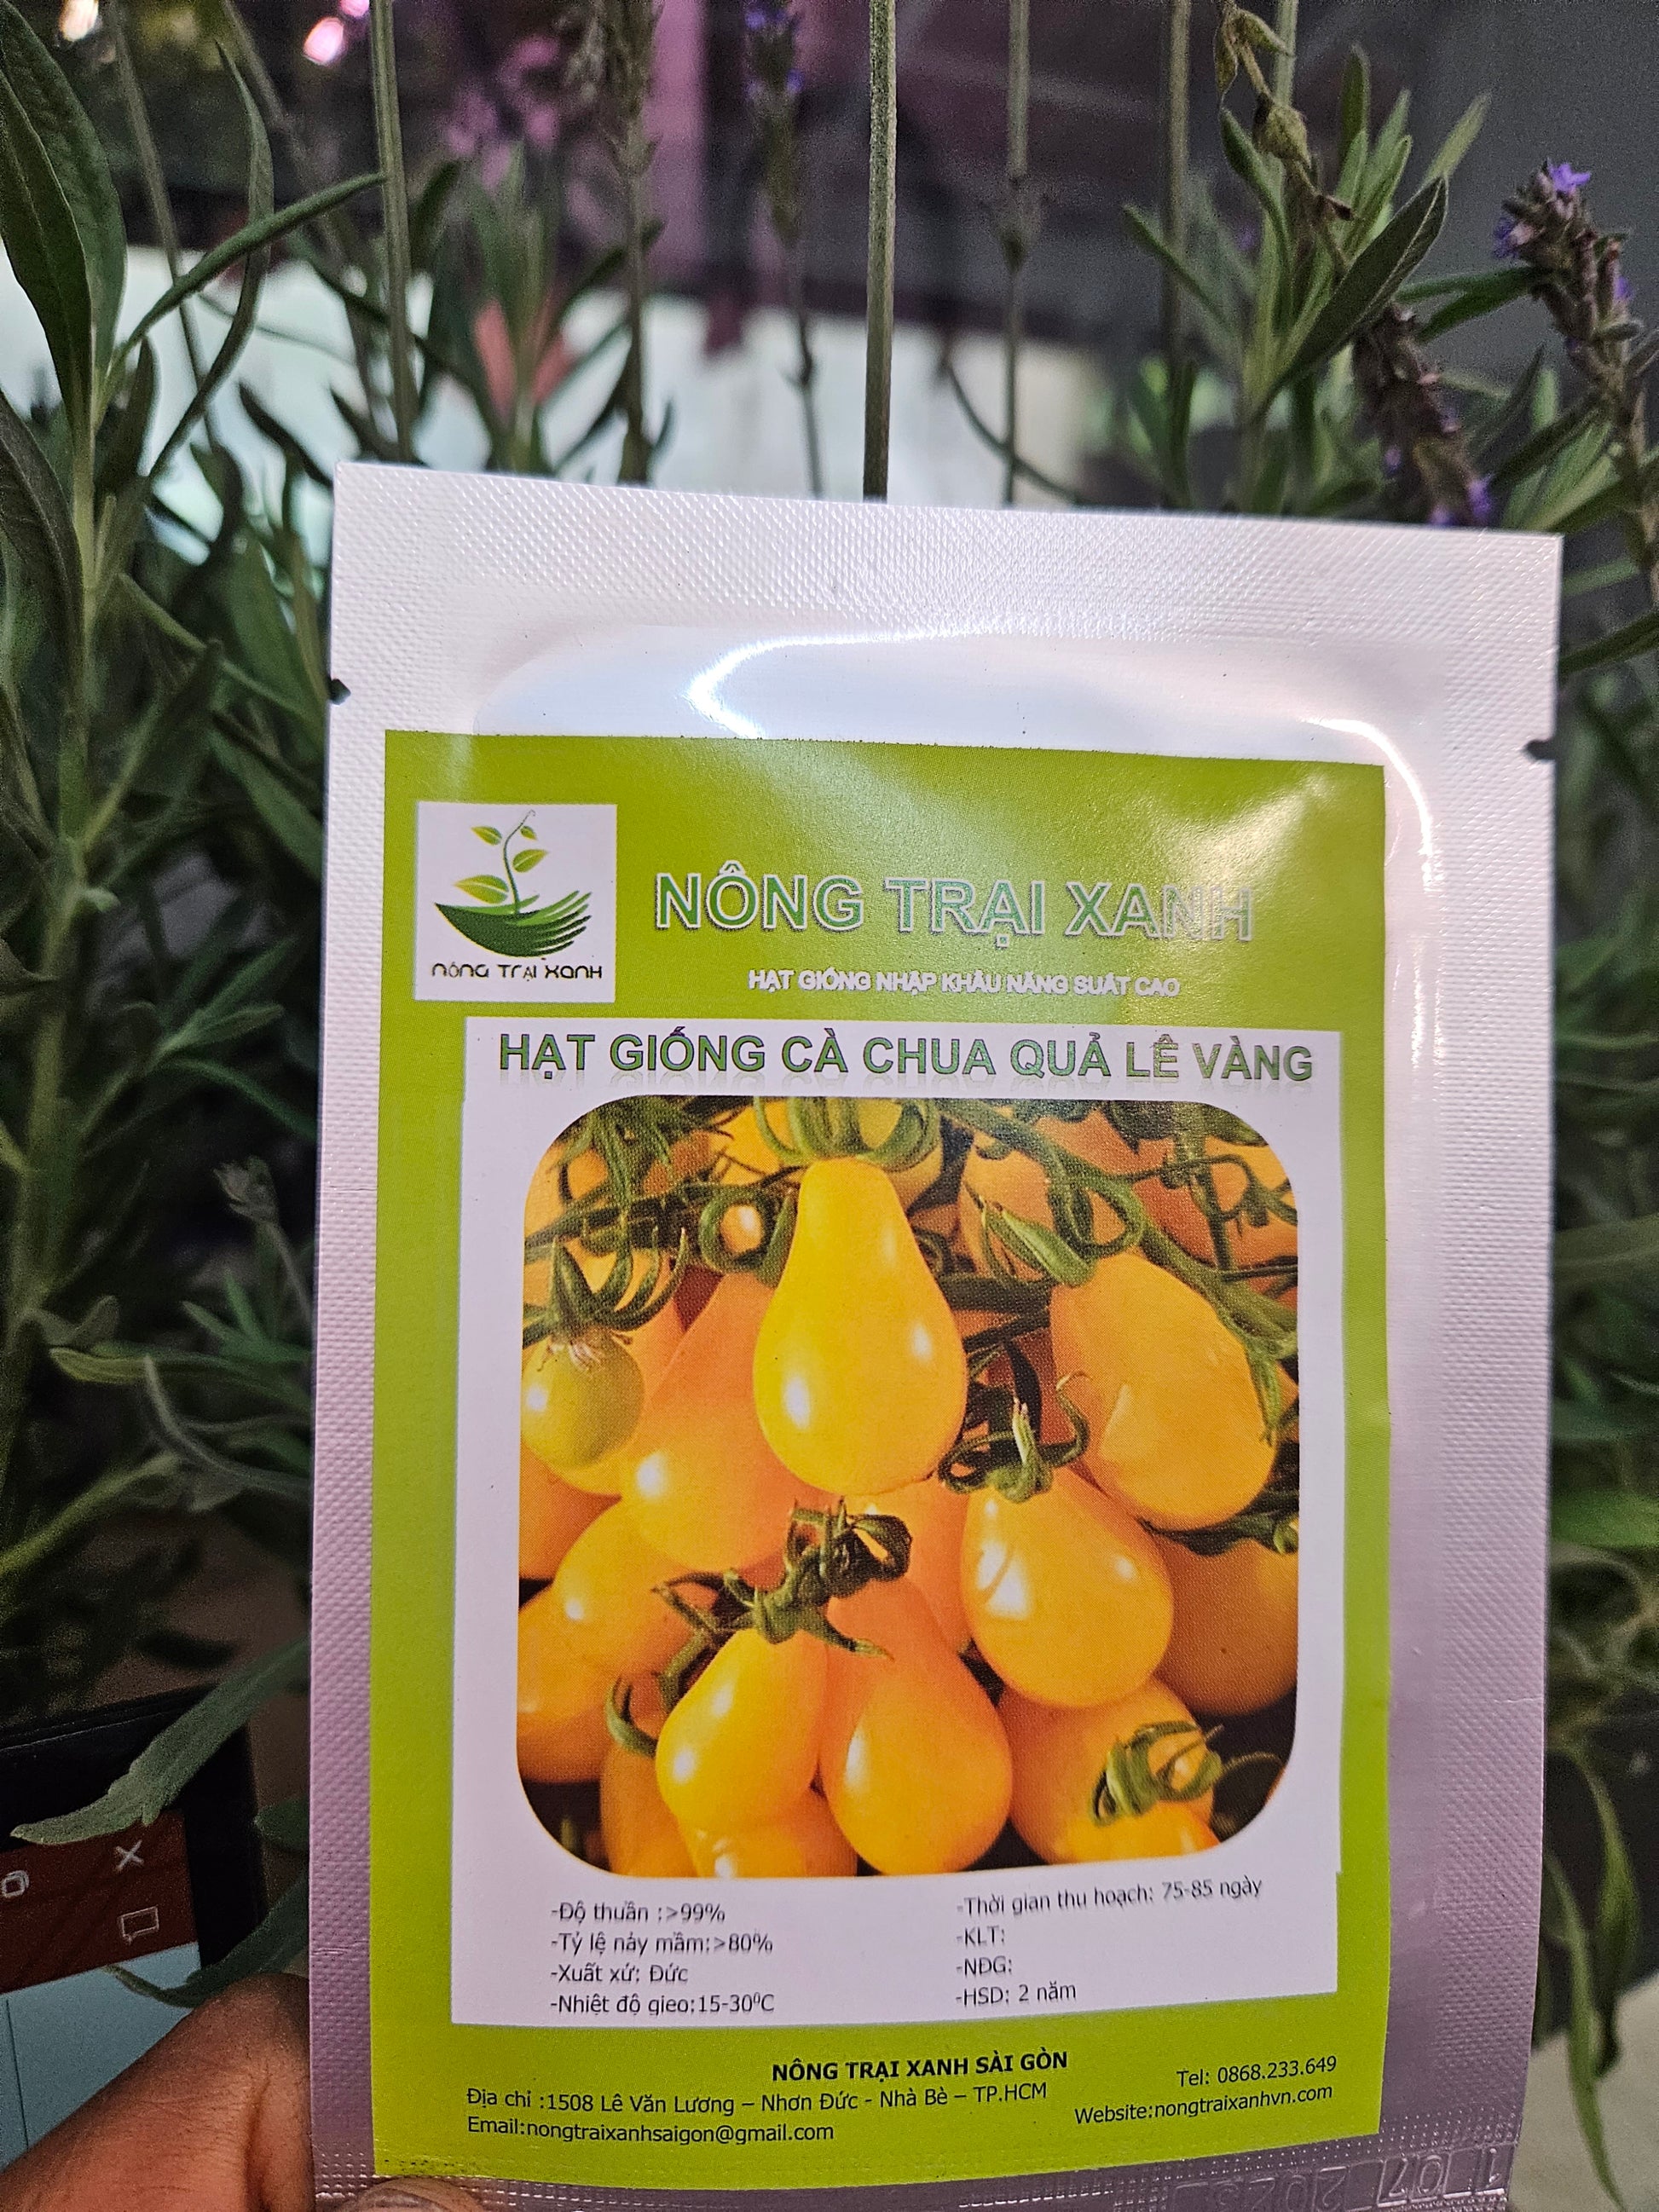 NÔNG TRẠI XANH
NÔNG TRẠI XANH
HẠT GIỐNG NHẬP KHẨU NĂNG SUẤT CAO
HẠT GIỐNG CÀ CHUA QUẢ LÊ VÀNG
-Độ thuần :>99%
-Tỷ lệ nảy mầm:>80%
-Xuất xứ: Đức
-Nhiệt độ gieo:15-30⁰C
-Thời gian thu hoạch: 75-85 ngày
-KLT:
-NĐG:
-HSD: 2 năm
NÔNG TRẠI XANH SÀI GÒN
Địa chỉ :1508 Lê Văn Lương – Nhơn Đức - Nhà Bè – TP.HCM
Email:nongtraixanhsaigon@gmail.com
Tel: 0868.233.649
Website:nongtraixanhvn.com